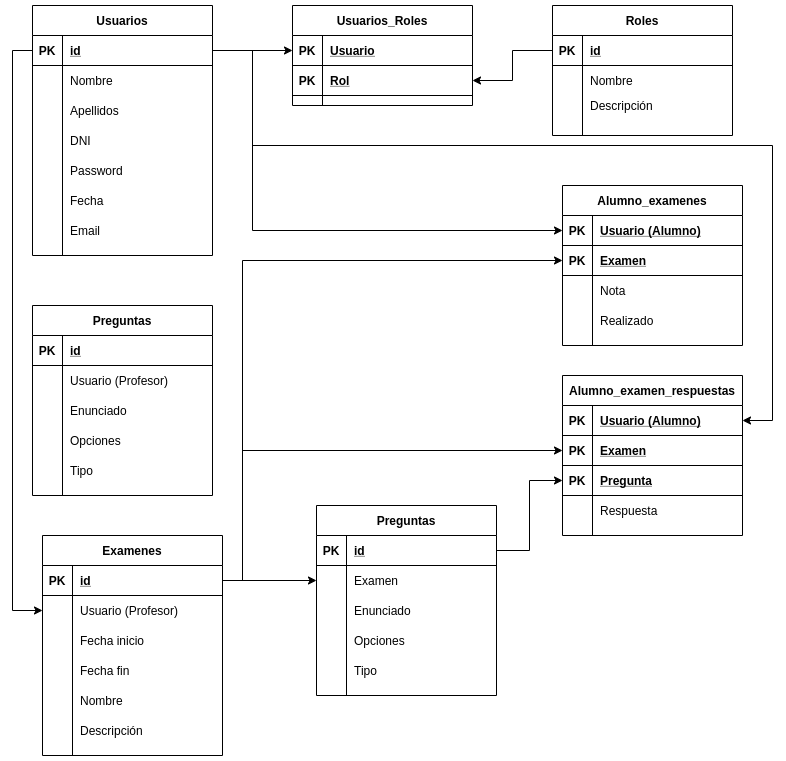 Usuarios
PK id
Nombre
Apellidos
DNI
Password
Fecha
Email
Usuarios_Roles
PK Usuario
PK Rol
Roles
PK id
Nombre
Descripción
Alumno_examenes
PK Usuario (Alumno)
PK Examen
Nota
Realizado
Preguntas
PK id
Usuario (Profesor)
Enunciado
Opciones
Tipo
Alumno_examen_respuestas
PK Usuario (Alumno)
PK Examen
PK Pregunta
Respuesta
Examenes
PK id
Usuario (Profesor)
Fecha inicio
Fecha fin
Nombre
Descripción
Preguntas
PK id
Examen
Enunciado
Opciones
Tipo